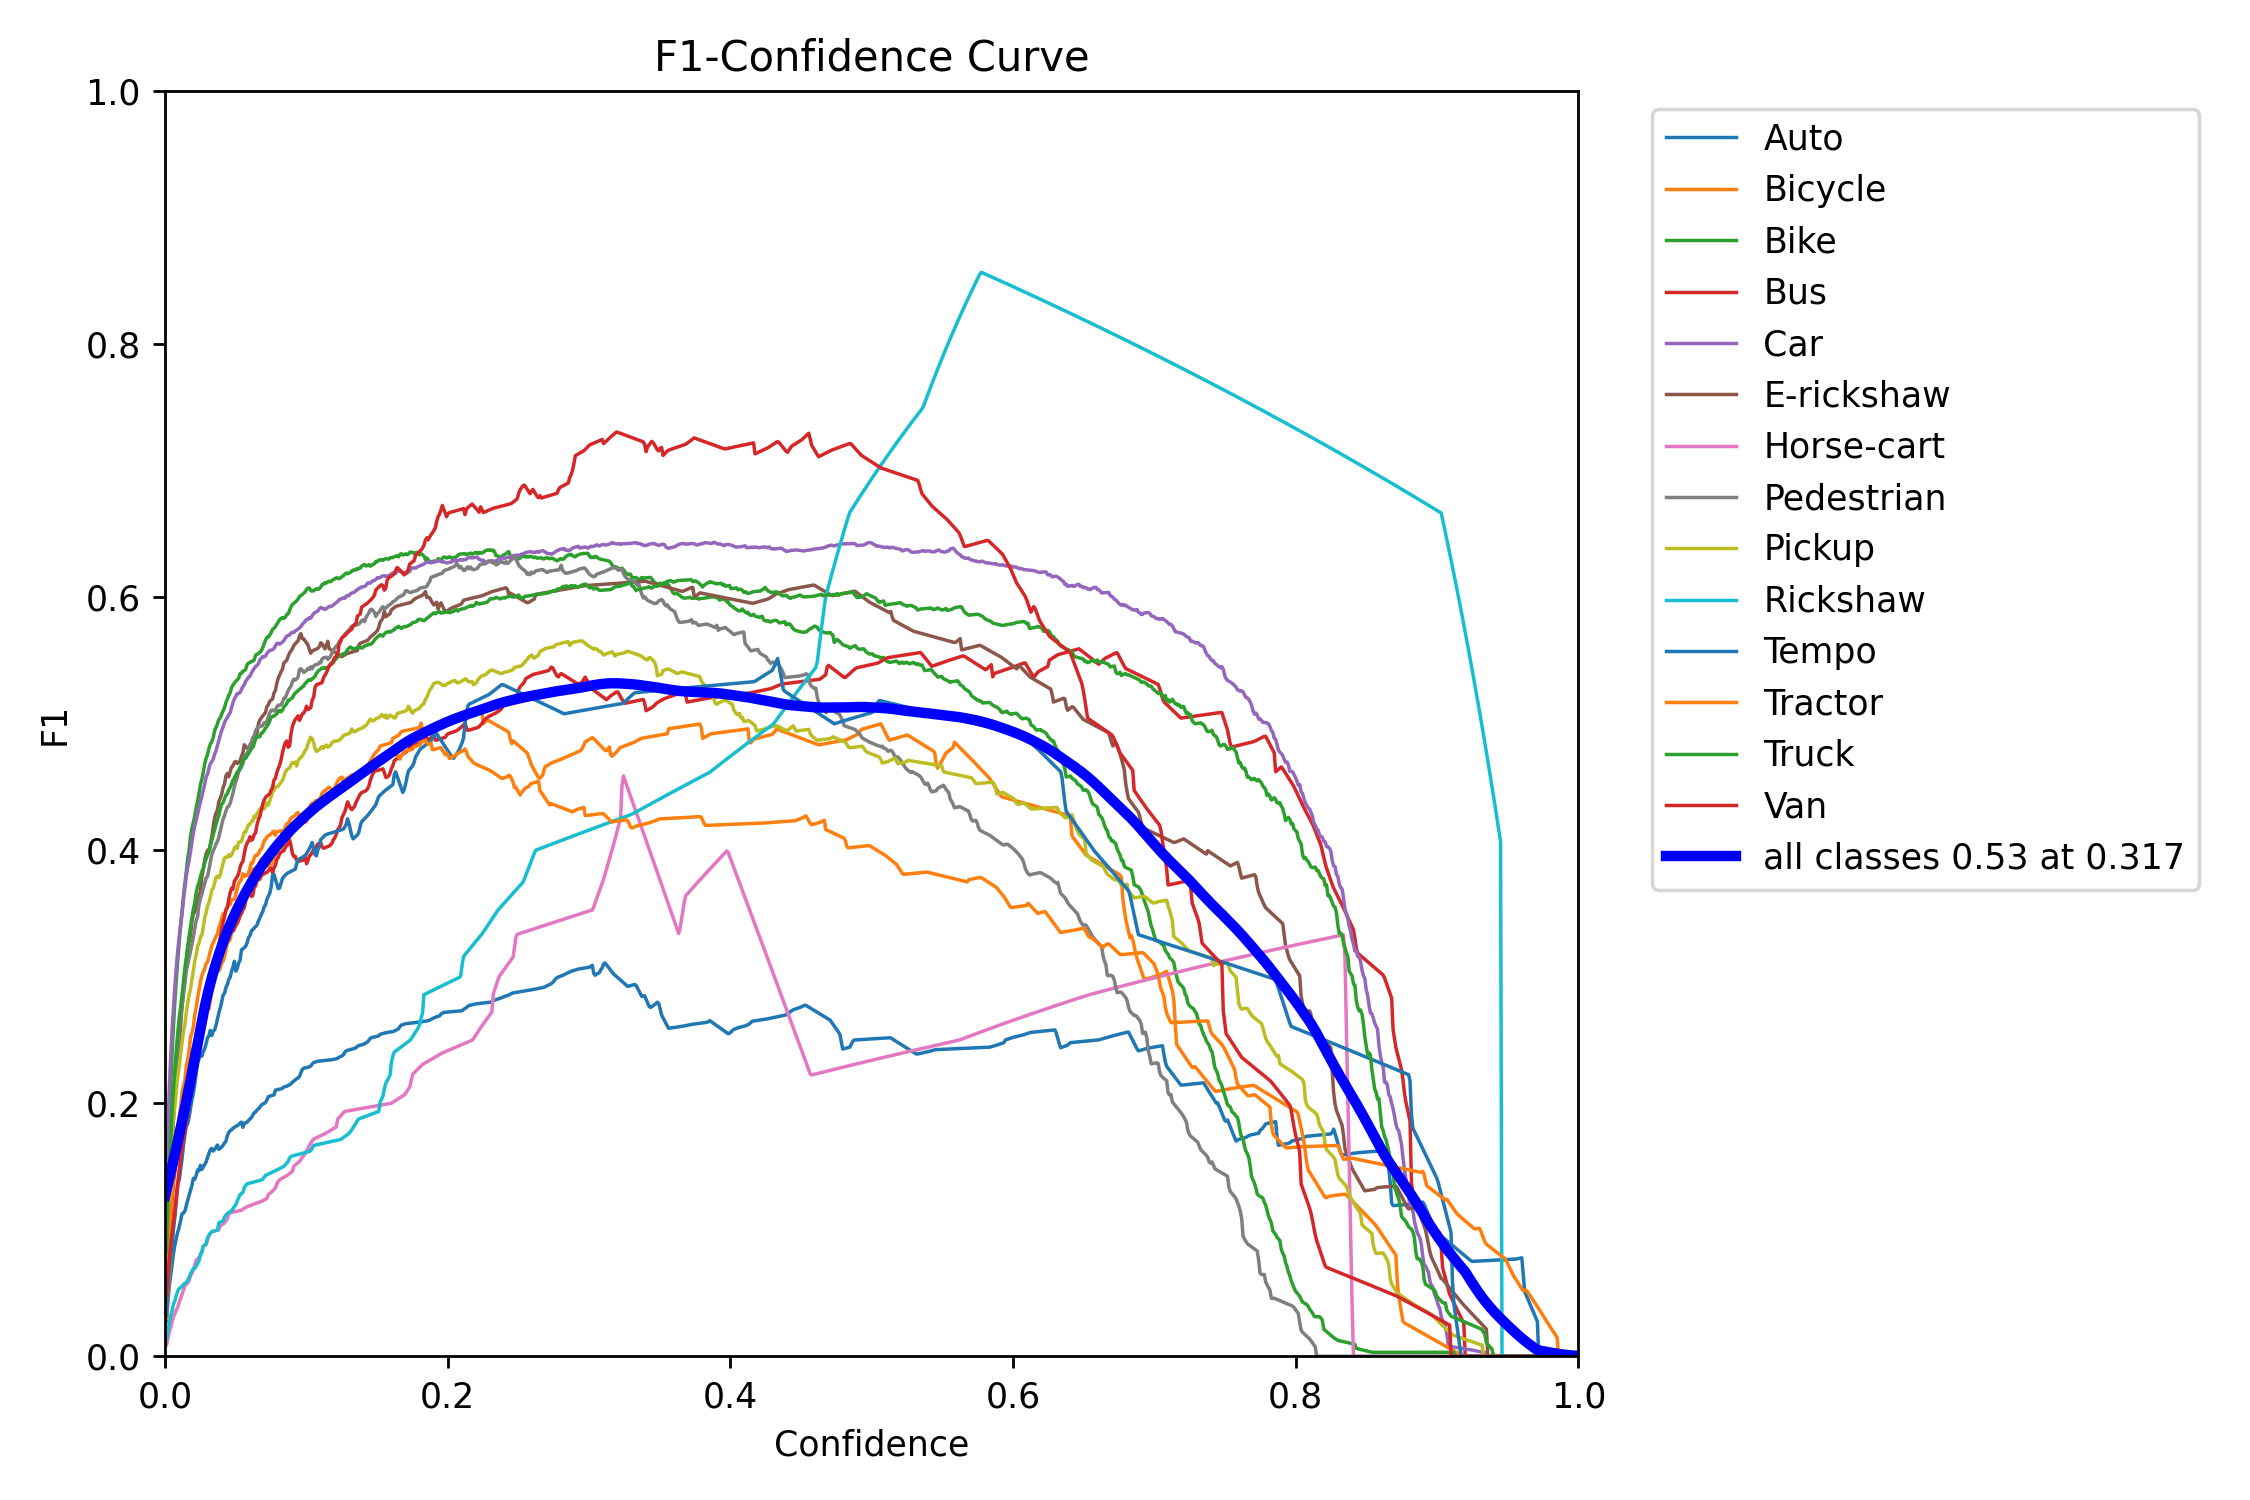 F1-Confidence Curve
1.0
0.8
0.6
0.4
0.2
0.0
F1
0.0 0.2 0.4 0.6 0.8 1.0
Confidence
Auto
Bicycle
Bike
Bus
Car
E-rickshaw
Horse-cart
Pedestrian
Pickup
Rickshaw
Tempo
Tractor
Truck
Van
all classes 0.53 at 0.317